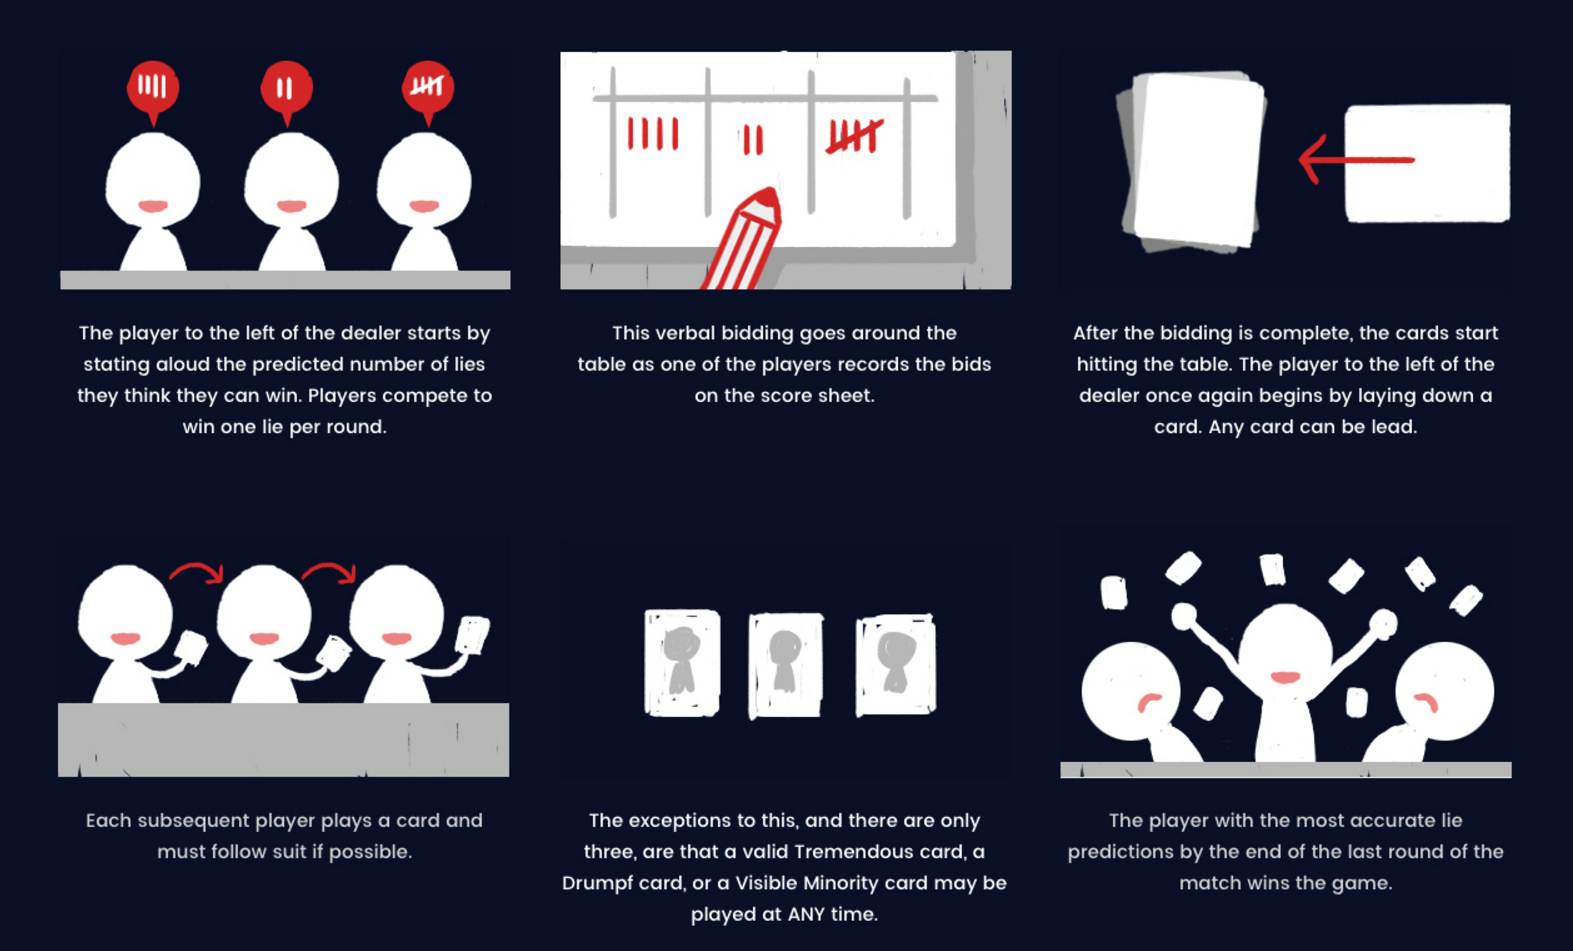 The player to the left of the dealer starts by
stating aloud the predicted number of lies
they think they can win. Players compete to
win one lie per round.
This verbal bidding goes around the
table as one of the players records the bids
on the score sheet.
After the bidding is complete, the cards start
hitting the table. The player to the left of the
dealer once again begins by laying down a
card. Any card can be lead.
Each subsequent player plays a card and
must follow suit if possible.
The exceptions to this, and there are only
three, are that a valid Tremendous card, a
Drumpf card, or a Visible Minority card may be
played at ANY time.
The player with the most accurate lie
predictions by the end of the last round of the
match wins the game.